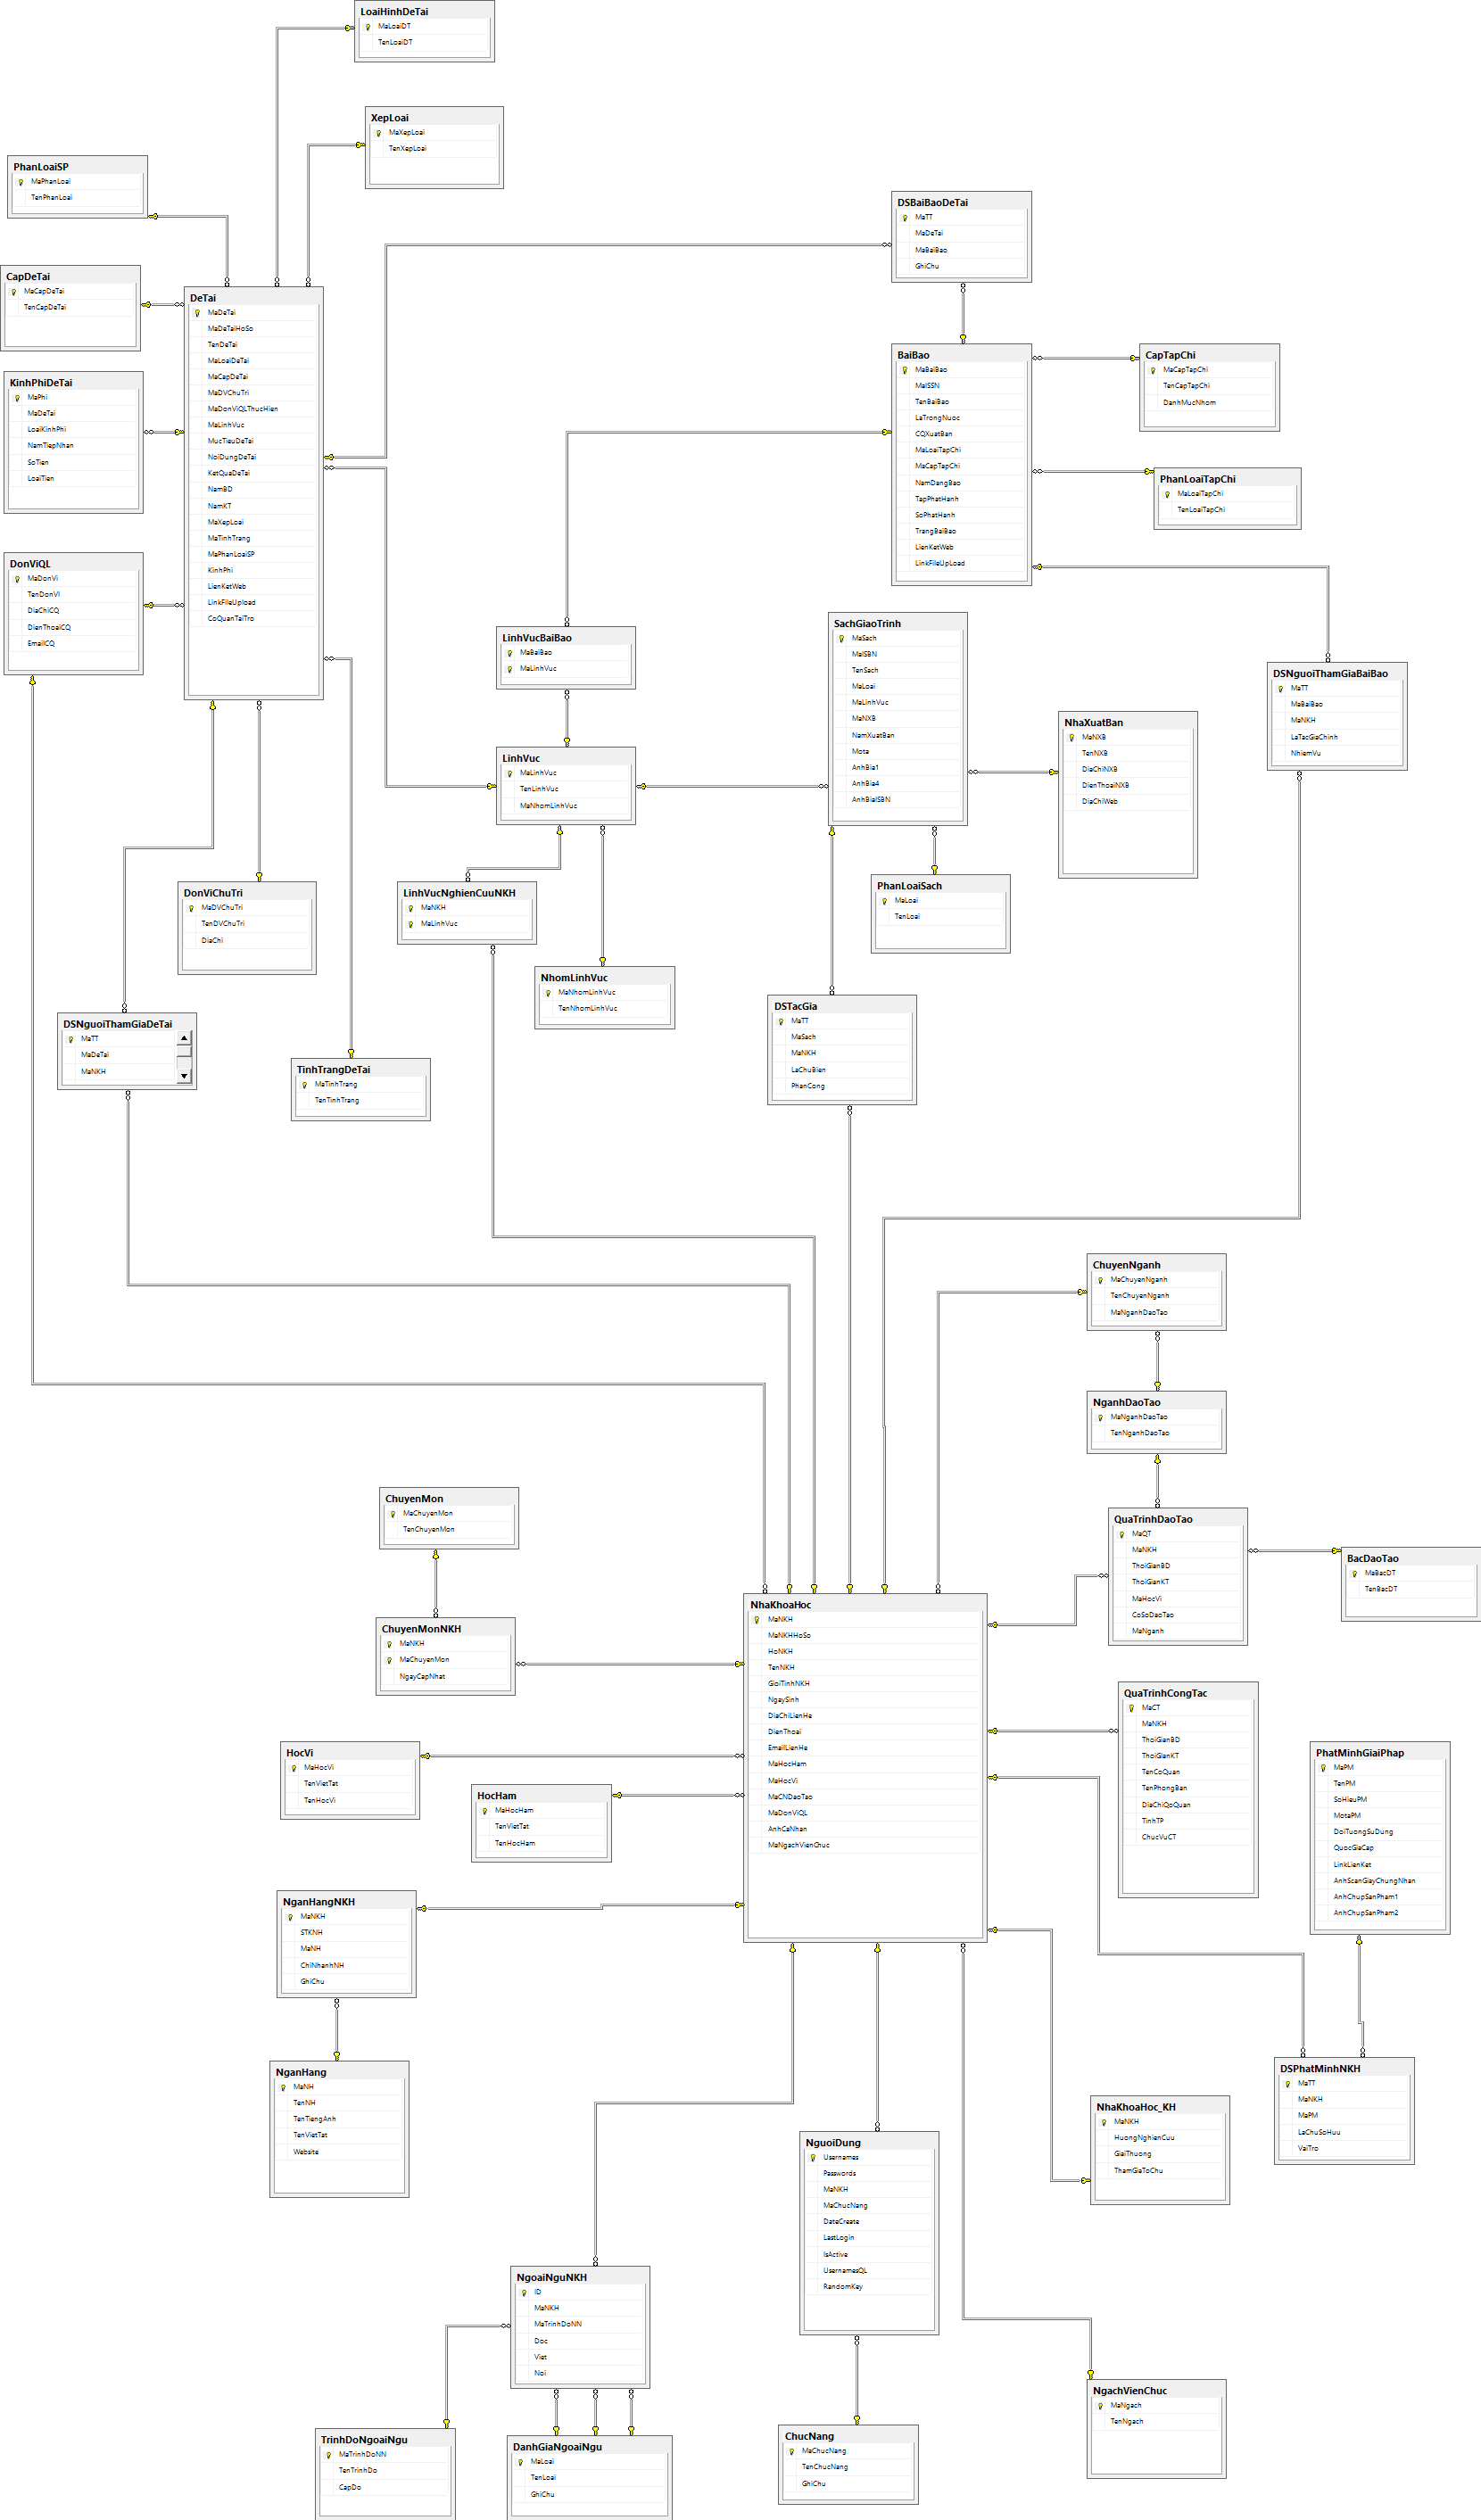 LoaiHinhDeTai
MaLoaiDT
TenLoaiDT
XepLoai
MaXepLoai
TenXepLoai
PhanLoaiSP
MaPhanLoai
TenPhanLoai
DSBaiBaoDeTai
MaTT
MaDeTai
MaBaiBao
GhiChu
CapDeTai
MaCapDeTai
TenCapDeTai
DeTai
MaDeTai
MaDeTaiHoSo
TenDeTai
MaLoaiDeTai
MaCapDeTai
MaDVChuTri
MaDonViQLThucHien
MaLinhVuc
MucTieuDeTai
NoiDungDeTai
KetQuaDeTai
NamBD
NamKT
MaXepLoai
MaTinhTrang
MaPhanLoaiSP
KinhPhi
LienKetWeb
LinkFileUpload
CoQuanTaiTro
KinhPhiDeTai
MaPhi
MaDeTai
LoaiKinhPhi
NamTiepNhan
SoTien
LoaiTien
BaiBao
MaBaiBao
MaISSN
TenBaiBao
LaTrongNuoc
CQXuatBan
MaLoaiTapChi
MaCapTapChi
NamDangBao
TapPhatHanh
SoPhatHanh
TrangBaiBao
LienKetWeb
LinkFileUpLoad
CapTapChi
MaCapTapChi
TenCapTapChi
DanhMucNhom
PhanLoaiTapChi
MaLoaiTapChi
TenLoaiTapChi
DonViQL
MaDonVi
TenDonVI
DiaChiCQ
DienThoaiCQ
EmailCQ
LinhVucBaiBao
MaBaiBao
MaLinhVuc
SachGiaoTrinh
MaSach
MaISBN
TenSach
MaLoai
MaLinhVuc
MaNXB
NamXuatBan
Mota
AnhBia1
AnhBia4
AnhBiaISBN
DSNguoiThamGiaBaiBao
MaTT
MaBaiBao
MaNKH
LaTacGiaChinh
NhiemVu
NhaXuatBan
MaNXB
TenNXB
DiaChiNXB
DienThoaiNXB
DiaChiWeb
LinhVuc
MaLinhVuc
TenLinhVuc
MaNhomLinhVuc
PhanLoaiSach
MaLoai
TenLoai
DonViChuTri
MaDVChuTri
TenDVChuTri
DiaChi
LinhVucNghienCuuNKH
MaNKH
MaLinhVuc
NhomLinhVuc
MaNhomLinhVuc
TenNhomLinhVuc
DSTacGia
MaTT
MaSach
MaNKH
LaChuBien
PhanCong
DSNguoiThamGiaDeTai
MaTT
MaDeTai
MaNKH
TinhTrangDeTai
MaTinhTrang
TenTinhTrang
ChuyenNganh
MaChuyenNganh
TenChuyenNganh
MaNganhDaoTao
NganhDaoTao
MaNganhDaoTao
TenNganhDaoTao
ChuyenMon
MaChuyenMon
TenChuyenMon
QuaTrinhDaoTao
MaQT
MaNKH
ThoiGianBD
ThoiGianKT
MaHocVi
CoSoDaoTao
MaNganh
BacDaoTao
MaBacDT
TenBacDT
NhaKhoaHoc
MaNKH
MaNKHHoSo
HoNKH
TenNKH
GioiTinhNKH
NgaySinh
DiaChiLienHe
DienThoai
EmailLienHe
MaHocHam
MaHocVi
MaCNDaoTao
MaDonViQL
AnhCaNhan
MaNgachVienChuc
ChuyenMonNKH
MaNKH
MaChuyenMon
NgayCapNhat
QuaTrinhCongTac
MaCT
MaNKH
ThoiGianBD
ThoiGianKT
TenCoQuan
TenPhongBan
DiaChiQoQuan
TinhTP
ChucVuCT
PhatMinhGiaiPhap
MaPM
TenPM
SoHieuPM
MotaPM
DoiTuongSuDung
QuocGiaCap
LinkLienKet
AnhScanGiayChungNhan
AnhChupSanPham1
AnhChupSanPham2
HocVi
MaHocVi
TenVietTat
TenHocVi
HocHam
MaHocHam
TenVietTat
TenHocHam
NganHangNKH
MaNKH
STKNH
MaNH
ChiNhanhNH
GhiChu
NganHang
MaNH
TenNH
TenTiengAnh
TenVietTat
Website
DSPhatMinhNKH
MaTT
MaNKH
MaPM
LaChuSoHuu
VaiTro
NhaKhoaHoc_KH
MaNKH
HuongNghienCuu
GiaiThuong
ThamGiaToChu
NguoiDung
Usernames
Passwords
MaNKH
MaChucNang
DateCreate
LastLogin
IsActive
UsernamesQL
RandomKey
NgoaiNguNKH
ID
MaNKH
MaTrinhDoNN
Doc
Viet
Noi
NgachVienChuc
MaNgach
TenNgach
TrinhDoNgoaiNgu
MaTrinhDoNN
TenTrinhDo
CapDo
DanhGiaNgoaiNgu
MaLoai
TenLoai
GhiChu
ChucNang
MaChucNang
TenChucNang
GhiChu